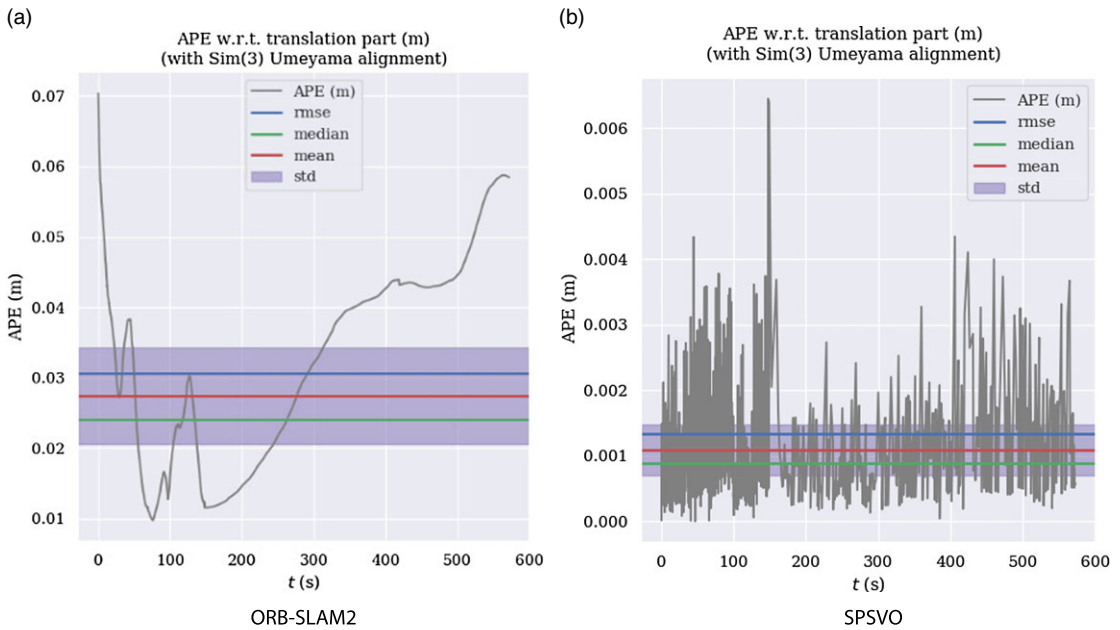 (a)
APE w.r.t. translation part (m)
(with Sim(3) Umeyama alignment)
APE (m)
rmse
median
mean
std
0.07
0.06
0.05
0.04
0.03
0.02
0.01
APE (m)
0 100 200 300 400 500 600
t (s)
ORB-SLAM2
(b)
APE w.r.t. translation part (m)
(with Sim(3) Umeyama alignment)
APE (m)
rmse
median
mean
std
0.006
0.005
0.004
0.003
0.002
0.001
0.000
APE (m)
0 100 200 300 400 500 600
t (s)
SPSVO